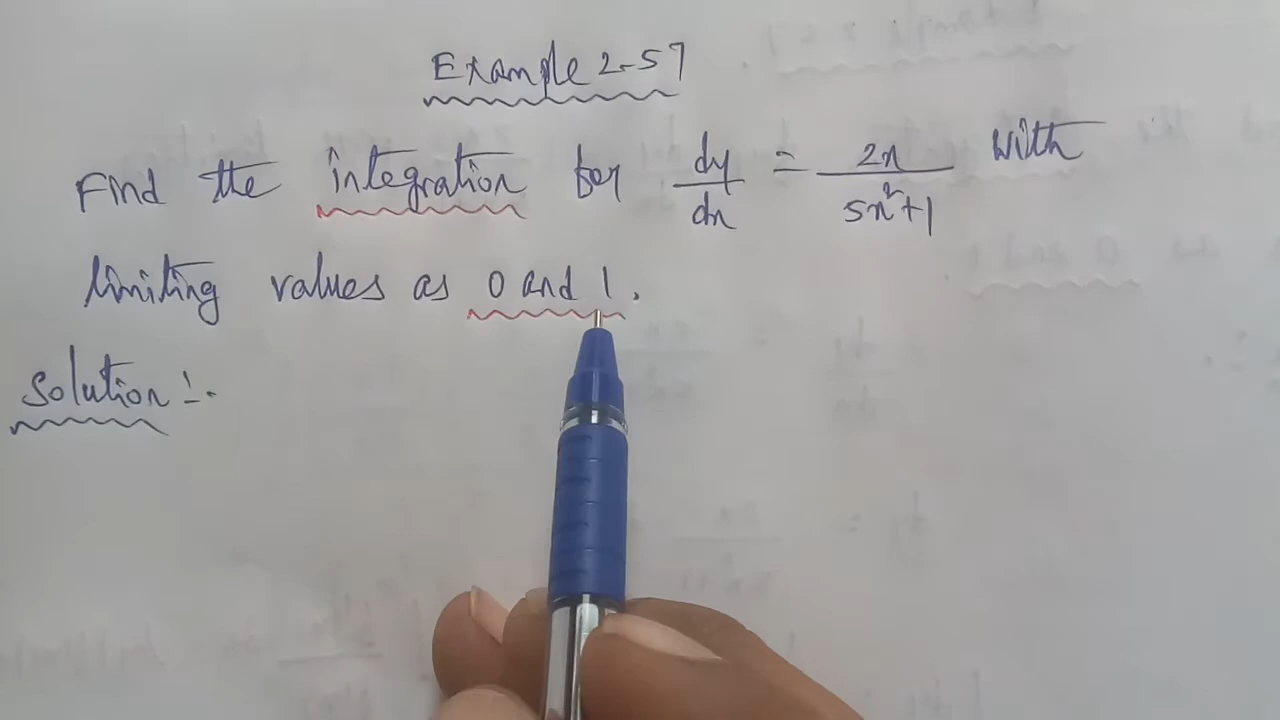 Example 2.57
Find the integration for dy/dx = 2x/5x²+1 with
limiting values as 0 and 1.
Solution:-